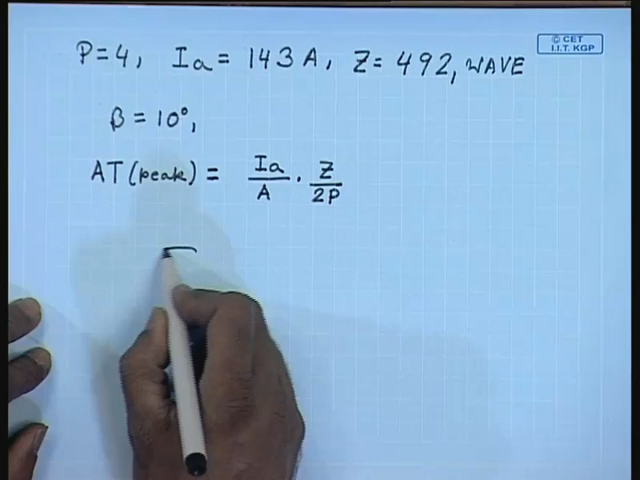 P=4, Ia = 143 A, Z = 492, WAVE
© CET
I.I.T. KGP
β = 10°,
AT (peak) = Ia/A · Z/2P